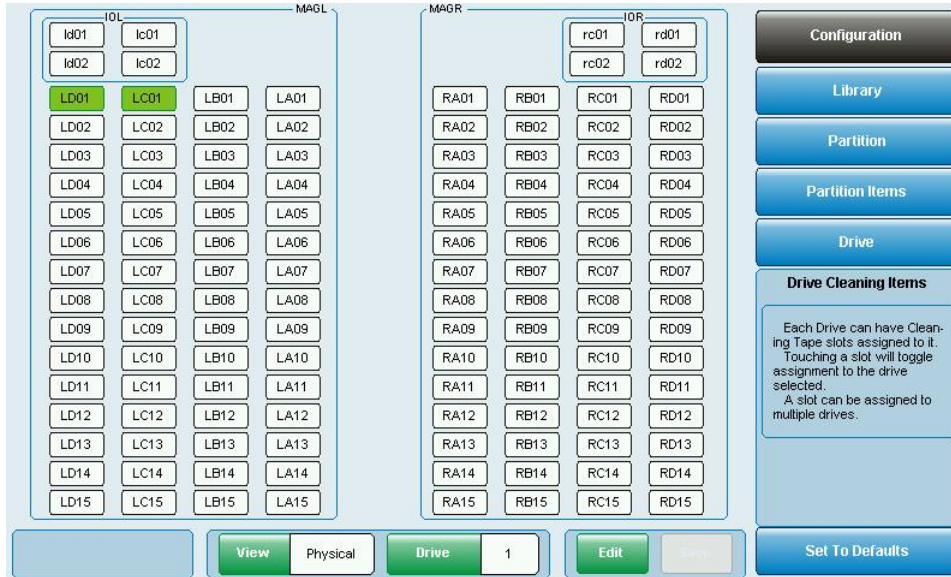 MAGL
MAGR
IOL
IOR
ld01 lc01
rc01 rd01
ld02 lc02
rc02 rd02
LD01 LC01 LB01 LA01 RA01 RB01 RC01 RD01
LD02 LC02 LB02 LA02 RA02 RB02 RC02 RD02
LD03 LC03 LB03 LA03 RA03 RB03 RC03 RD03
LD04 LC04 LB04 LA04 RA04 RB04 RC04 RD04
LD05 LC05 LB05 LA05 RA05 RB05 RC05 RD05
LD06 LC06 LB06 LA06 RA06 RB06 RC06 RD06
LD07 LC07 LB07 LA07 RA07 RB07 RC07 RD07
LD08 LC08 LB08 LA08 RA08 RB08 RC08 RD08
LD09 LC09 LB09 LA09 RA09 RB09 RC09 RD09
LD10 LC10 LB10 LA10 RA10 RB10 RC10 RD10
LD11 LC11 LB11 LA11 RA11 RB11 RC11 RD11
LD12 LC12 LB12 LA12 RA12 RB12 RC12 RD12
LD13 LC13 LB13 LA13 RA13 RB13 RC13 RD13
LD14 LC14 LB14 LA14 RA14 RB14 RC14 RD14
LD15 LC15 LB15 LA15 RA15 RB15 RC15 RD15
View Physical Drive 1 Edit Save
Configuration
Library
Partition
Partition Items
Drive
Drive Cleaning Items
Each Drive can have Clean-
ing Tape slots assigned to it.
Touching a slot will toggle
assignment to the drive
selected.
A slot can be assigned to
multiple drives.
Set To Defaults